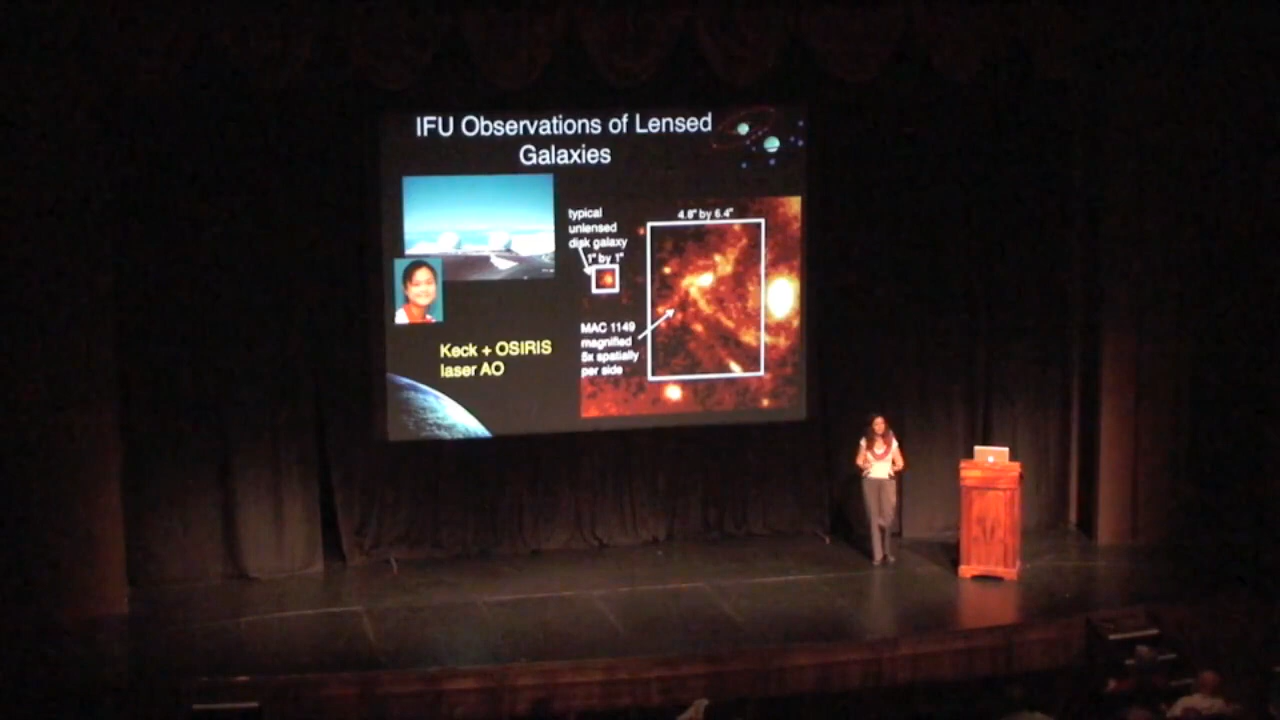 IFU Observations of Lensed
Galaxies
typical
unlensed
disk galaxy
1" by 1"
4.8" by 6.4"
MAC 1149
magnified
5x spatially
per side
Keck + OSIRIS
laser AO